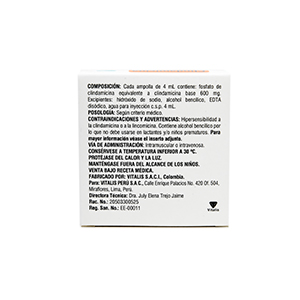 COMPOSICIÓN: Cada ampolla de 4 mL contiene: fosfato de
clindamicina equivalente a clindamicina base 600 mg.
Excipientes: hidróxido de sodio, alcohol bencílico, EDTA
disódico, agua para inyección c.s.p. 4 mL.
POSOLOGÍA: Según criterio médico.
CONTRAINDICACIONES Y ADVERTENCIAS: Hipersensibilidad a
la clindamicina o a la lincomicina. Contiene alcohol bencílico por
lo que no debe usarse en lactantes y/o niños prematuros. Para
mayor información véase el inserto adjunto.
VÍA DE ADMINISTRACIÓN: Intramuscular o intravenosa.
CONSÉRVESE A TEMPERATURA INFERIOR A 30 °C.
PROTEJASE DEL CALOR Y LA LUZ.
MANTÉNGASE FUERA DEL ALCANCE DE LOS NIÑOS.
VENTA BAJO RECETA MÉDICA.
FABRICADO POR: VITALIS S.A.C.I., Colombia.
Para: VITALIS PERÚ S.A.C., Calle Enrique Palacios No. 420 Of. 504,
Miraflores, Lima, Perú.
Directora Técnica: Dra. July Elena Trejo Jaime
RUC: 20503300525
Reg. San. No.: EE-00011
Vitalis